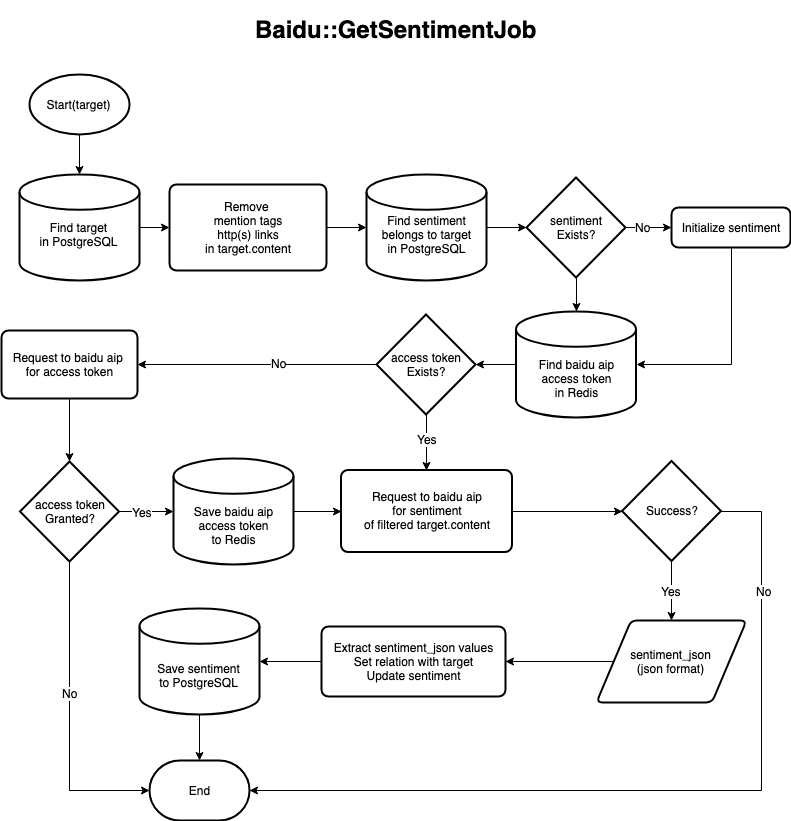 Baidu::GetSentimentJob
Start(target)
Find target
in PostgreSQL
Remove
mention tags
http(s) links
in target.content
Find sentiment
belongs to target
in PostgreSQL
sentiment
Exists?
No
Initialize sentiment
Request to baidu aip
for access token
No
access token
Exists?
Find baidu aip
access token
in Redis
Yes
access token
Granted?
Yes
Save baidu aip
access token
to Redis
Request to baidu aip
for sentiment
of filtered target.content
Success?
Yes
No
sentiment_json
(json format)
Extract sentiment_json values
Set relation with target
Update sentiment
Save sentiment
to PostgreSQL
No
End